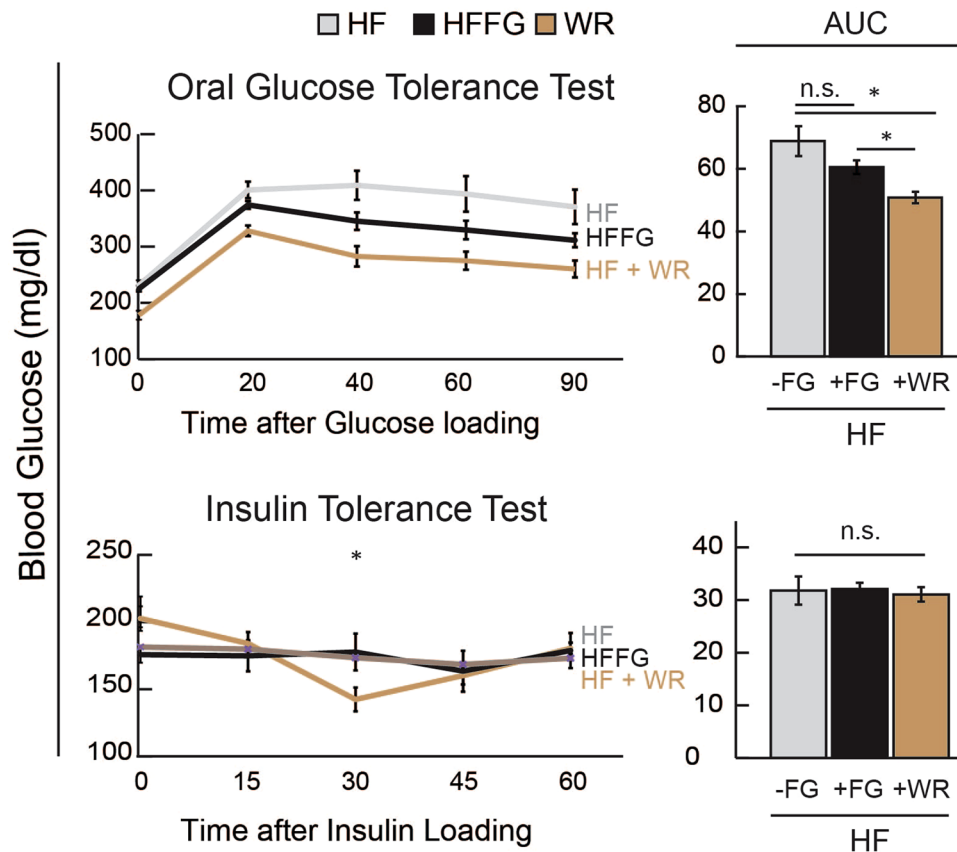 HF HFFG WR
AUC
Blood Glucose (mg/dl)
Oral Glucose Tolerance Test
500
400
300
200
100
HF
HFFG
HF + WR
0 20 40 60 90
Time after Glucose loading
80
60
40
20
0
n.s.
*
*
-FG +FG +WR
HF
Insulin Tolerance Test
250
200
150
100
*
HF
HFFG
HF + WR
0 15 30 45 60
Time after Insulin Loading
40
30
20
10
0
n.s.
-FG +FG +WR
HF